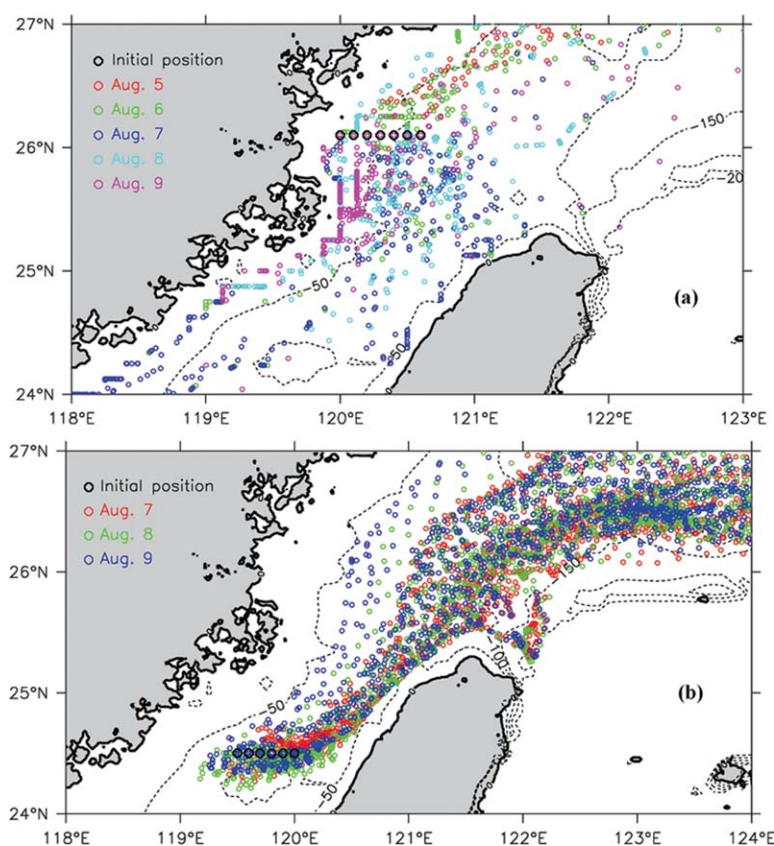 27°N
Initial position
Aug. 5
Aug. 6
Aug. 7
Aug. 8
Aug. 9
26°N
-150
-20
25°N
-50
(a)
-50
24°N
118°E 119°E 120°E 121°E 122°E 123°E
27°N
Initial position
Aug. 7
Aug. 8
Aug. 9
26°N
150
100
25°N
-50
(b)
-50
24°N
118°E 119°E 120°E 121°E 122°E 123°E 124°E